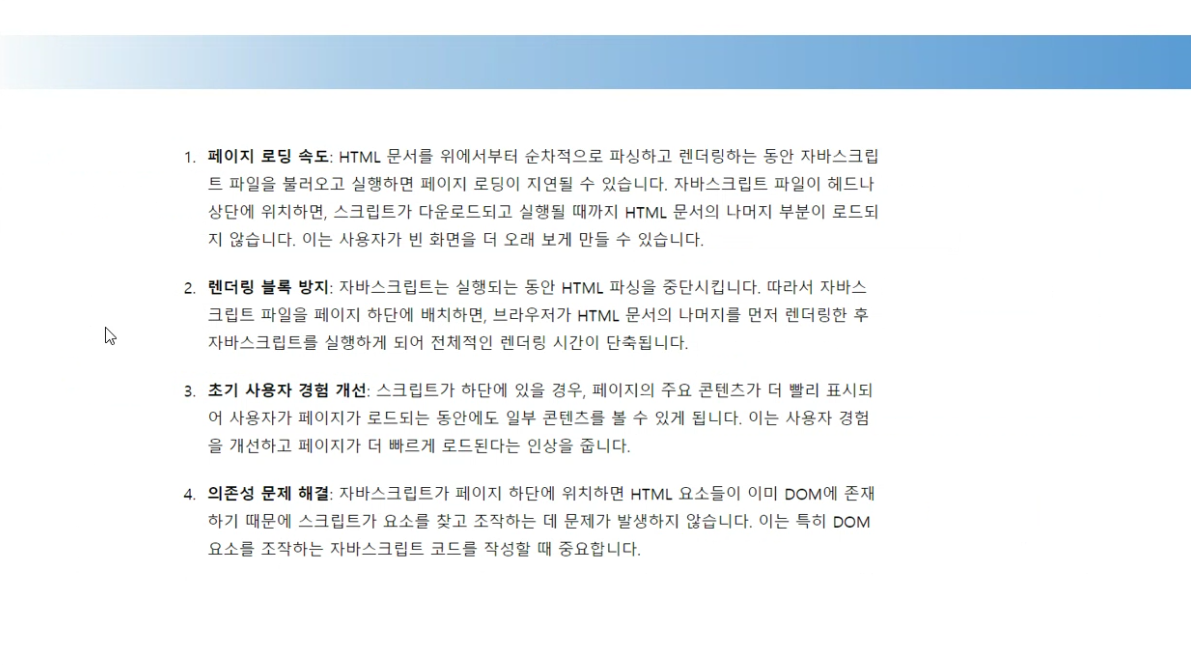 1. 페이지 로딩 속도: HTML 문서를 위에서부터 순차적으로 파싱하고 렌더링하는 동안 자바스크립
트 파일을 불러오고 실행하면 페이지 로딩이 지연될 수 있습니다. 자바스크립트 파일이 헤드나
상단에 위치하면, 스크립트가 다운로드되고 실행될 때까지 HTML 문서의 나머지 부분이 로드되
지 않습니다. 이는 사용자가 빈 화면을 더 오래 보게 만들 수 있습니다.
2. 렌더링 블록 방지: 자바스크립트는 실행되는 동안 HTML 파싱을 중단시킵니다. 따라서 자바스
크립트 파일을 페이지 하단에 배치하면, 브라우저가 HTML 문서의 나머지를 먼저 렌더링한 후
자바스크립트를 실행하게 되어 전체적인 렌더링 시간이 단축됩니다.
3. 초기 사용자 경험 개선: 스크립트가 하단에 있을 경우, 페이지의 주요 콘텐츠가 더 빨리 표시되
어 사용자가 페이지가 로드되는 동안에도 일부 콘텐츠를 볼 수 있게 됩니다. 이는 사용자 경험
을 개선하고 페이지가 더 빠르게 로드된다는 인상을 줍니다.
4. 의존성 문제 해결: 자바스크립트가 페이지 하단에 위치하면 HTML 요소들이 이미 DOM에 존재
하기 때문에 스크립트가 요소를 찾고 조작하는 데 문제가 발생하지 않습니다. 이는 특히 DOM
요소를 조작하는 자바스크립트 코드를 작성할 때 중요합니다.